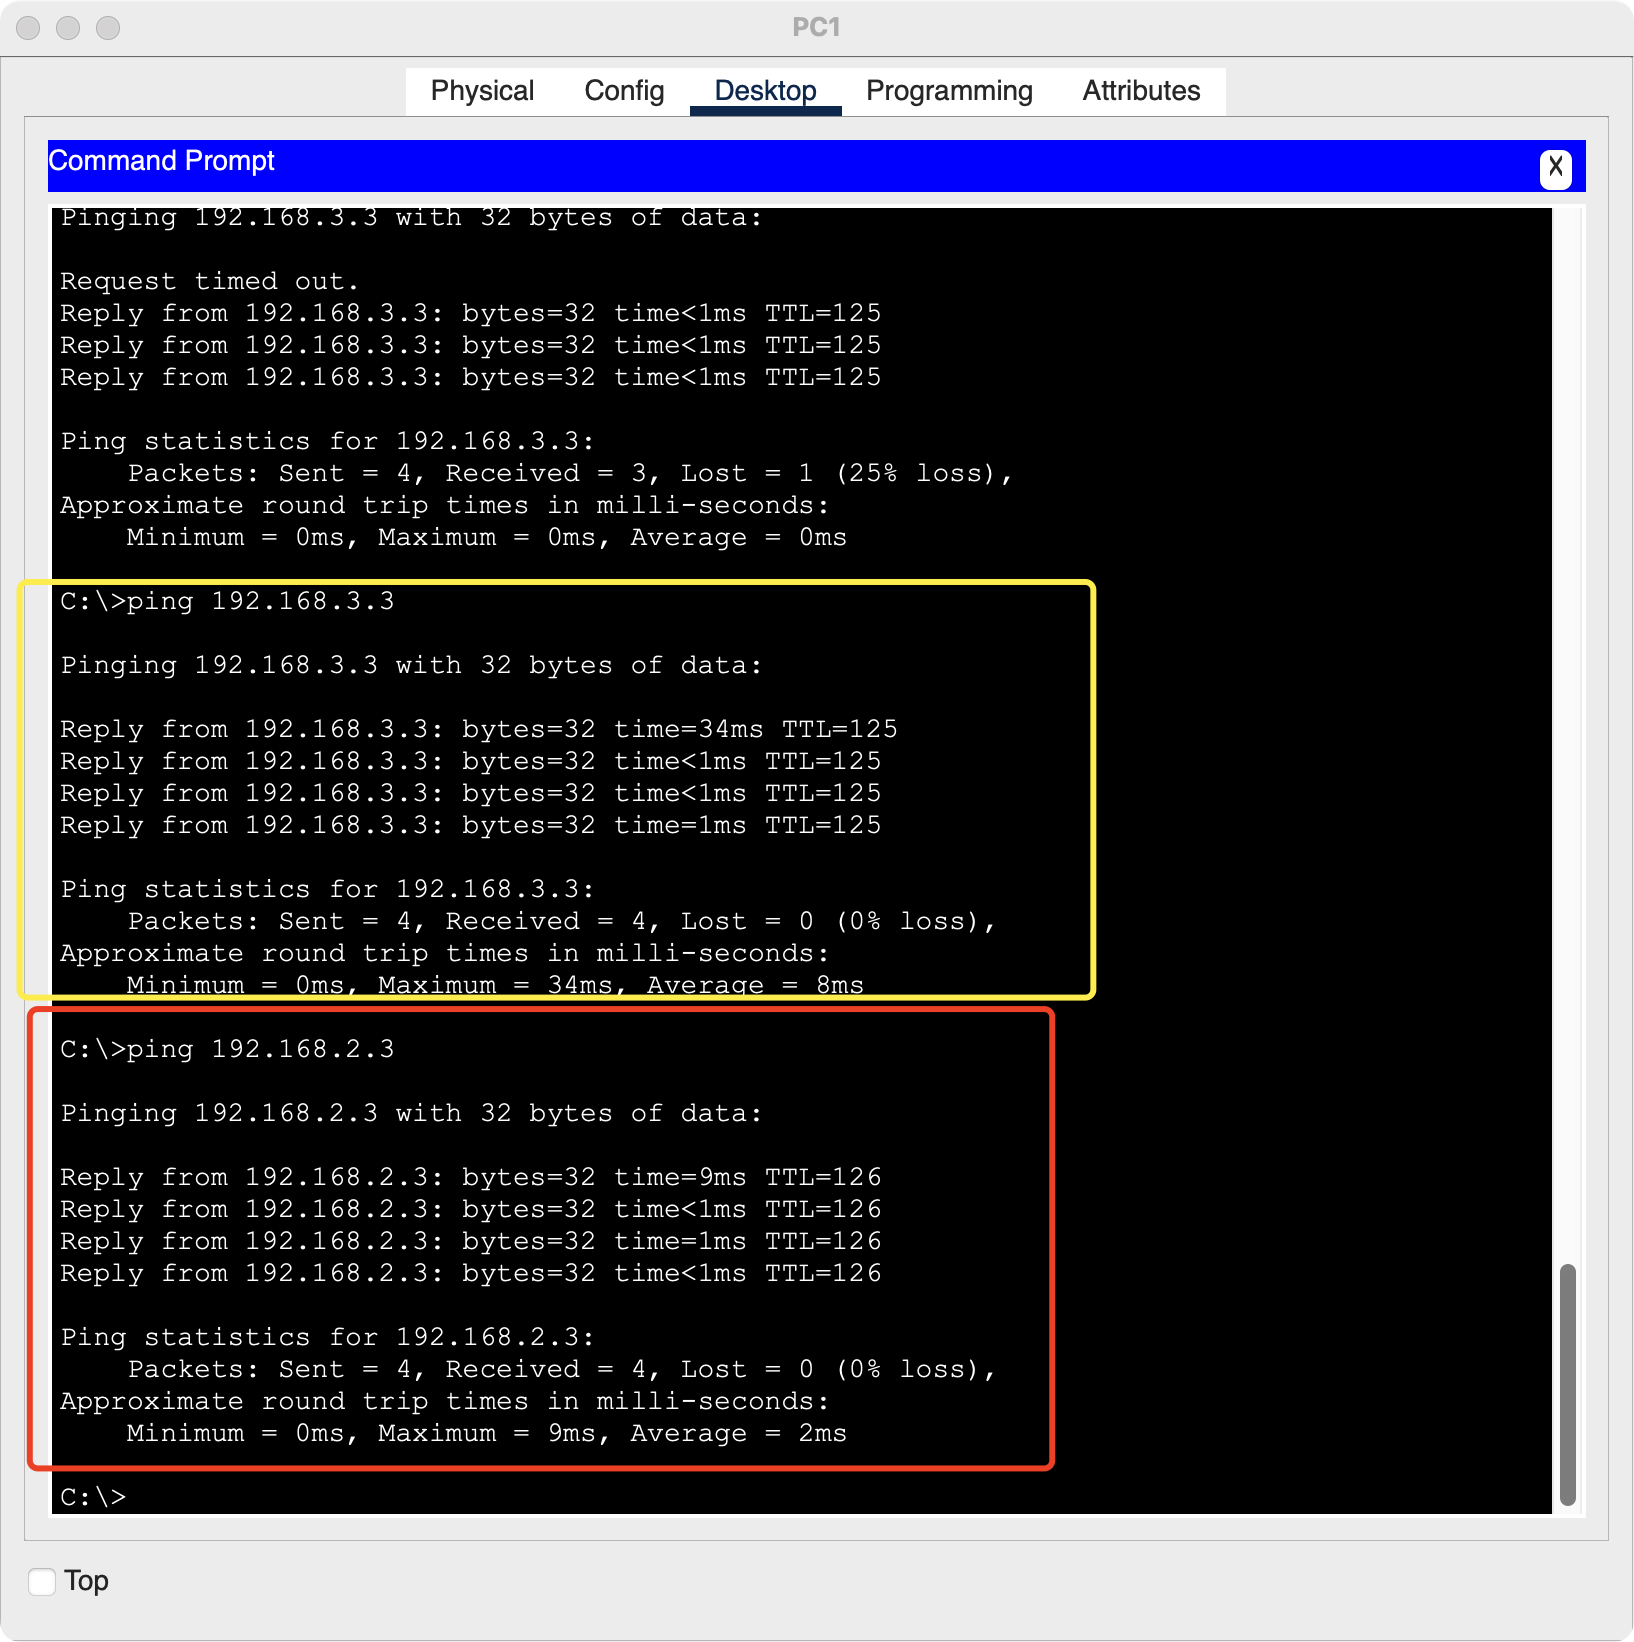 PC1
Physical Config Desktop Programming Attributes
Command Prompt
X
Pinging 192.168.3.3 with 32 bytes of data:
Request timed out.
Reply from 192.168.3.3: bytes=32 time<1ms TTL=125
Reply from 192.168.3.3: bytes=32 time<1ms TTL=125
Reply from 192.168.3.3: bytes=32 time<1ms TTL=125
Ping statistics for 192.168.3.3:
    Packets: Sent = 4, Received = 3, Lost = 1 (25% loss),
Approximate round trip times in milli-seconds:
    Minimum = 0ms, Maximum = 0ms, Average = 0ms
C:\>ping 192.168.3.3
Pinging 192.168.3.3 with 32 bytes of data:
Reply from 192.168.3.3: bytes=32 time=34ms TTL=125
Reply from 192.168.3.3: bytes=32 time<1ms TTL=125
Reply from 192.168.3.3: bytes=32 time<1ms TTL=125
Reply from 192.168.3.3: bytes=32 time=1ms TTL=125
Ping statistics for 192.168.3.3:
    Packets: Sent = 4, Received = 4, Lost = 0 (0% loss),
Approximate round trip times in milli-seconds:
    Minimum = 0ms, Maximum = 34ms, Average = 8ms
C:\>ping 192.168.2.3
Pinging 192.168.2.3 with 32 bytes of data:
Reply from 192.168.2.3: bytes=32 time=9ms TTL=126
Reply from 192.168.2.3: bytes=32 time<1ms TTL=126
Reply from 192.168.2.3: bytes=32 time=1ms TTL=126
Reply from 192.168.2.3: bytes=32 time<1ms TTL=126
Ping statistics for 192.168.2.3:
    Packets: Sent = 4, Received = 4, Lost = 0 (0% loss),
Approximate round trip times in milli-seconds:
    Minimum = 0ms, Maximum = 9ms, Average = 2ms
C:\>
Top